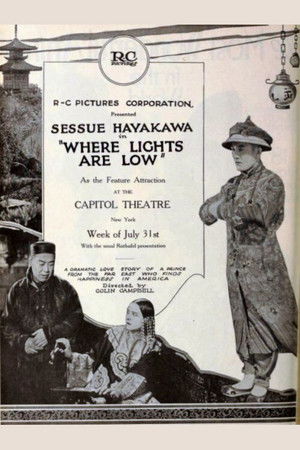 RC
PICTURES
R-C PICTURES CORPORATION,
Presented
SESSUE HAYAKAWA
in
"WHERE LIGHTS
ARE LOW"
As the Feature Attraction
AT THE
CAPITOL THEATRE
New York
Week of July 31st
With the usual Rothafel presentation
A DRAMATIC LOVE STORY OF A PRINCE
FROM THE FAR EAST WHO FINDS
HAPPINESS IN AMERICA
Directed by
COLIN CAMPBELL